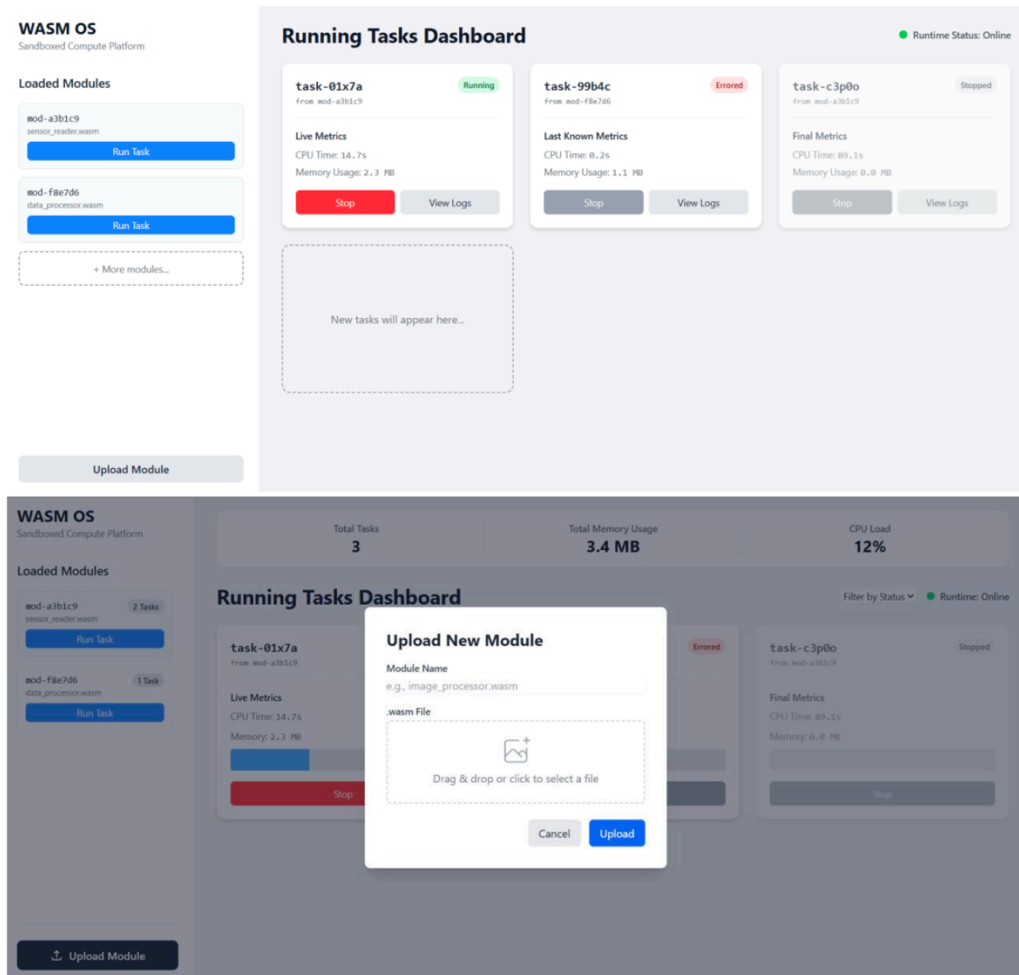 WASM OS
Sandboxed Compute Platform
Loaded Modules
mod-a3b1c9
sensor_reader.wasm
Run Task
mod-f8e7d6
data_processor.wasm
Run Task
+ More modules...
Upload Module
Running Tasks Dashboard
Runtime Status: Online
task-01x7a
Running
from mod-a3b1c9
Live Metrics
CPU Time: 14.7s
Memory Usage: 2.3 MB
Stop
View Logs
task-99b4c
Errored
from mod-f8e7d6
Last Known Metrics
CPU Time: 0.2s
Memory Usage: 1.1 MB
Stop
View Logs
task-c3p0o
Stopped
from mod-a3b1c9
Final Metrics
CPU Time: 89.1s
Memory Usage: 0.0 MB
Stop
View Logs
New tasks will appear here...
WASM OS
Sandboxed Compute Platform
Loaded Modules
mod-a3b1c9
2 Tasks
sensor_reader.wasm
Run Task
mod-f8e7d6
1 Task
data_processor.wasm
Run Task
Upload Module
Total Tasks
3
Total Memory Usage
3.4 MB
CPU Load
12%
Running Tasks Dashboard
Filter by Status
Runtime: Online
task-01x7a
from mod-a3b1c9
Live Metrics
CPU Time: 14.7s
Memory: 2.3 MB
Stop
Errored
task-c3p0o
Stopped
from mod-a3b1c9
Final Metrics
CPU Time: 89.1s
Memory: 0.0 MB
Stop
Upload New Module
Module Name
e.g., image_processor.wasm
.wasm File
Drag & drop or click to select a file
Cancel
Upload